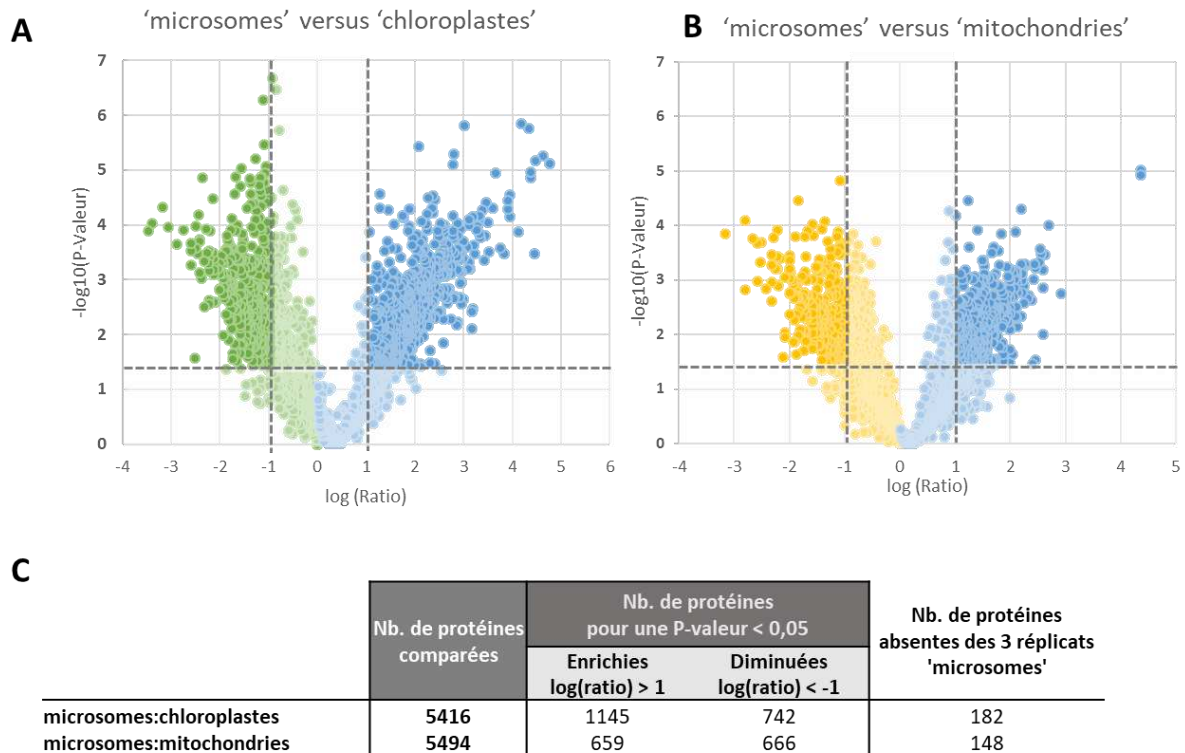 A
'microsomes' versus 'chloroplastes'
-log10(P-Valeur)
7
6
5
4
3
2
1
0
-4 -3 -2 -1 0 1 2 3 4 5 6
log (Ratio)
B
'microsomes' versus 'mitochondries'
-log10(P-Valeur)
7
6
5
4
3
2
1
0
-4 -3 -2 -1 0 1 2 3 4 5
log (Ratio)
C
Nb. de protéines
comparées
Nb. de protéines
pour une P-valeur < 0,05
Enrichies
log(ratio) > 1
Diminuées
log(ratio) < -1
Nb. de protéines
absentes des 3 réplicats
'microsomes'
microsomes:chloroplastes 5416 1145 742 182
microsomes:mitochondries 5494 659 666 148